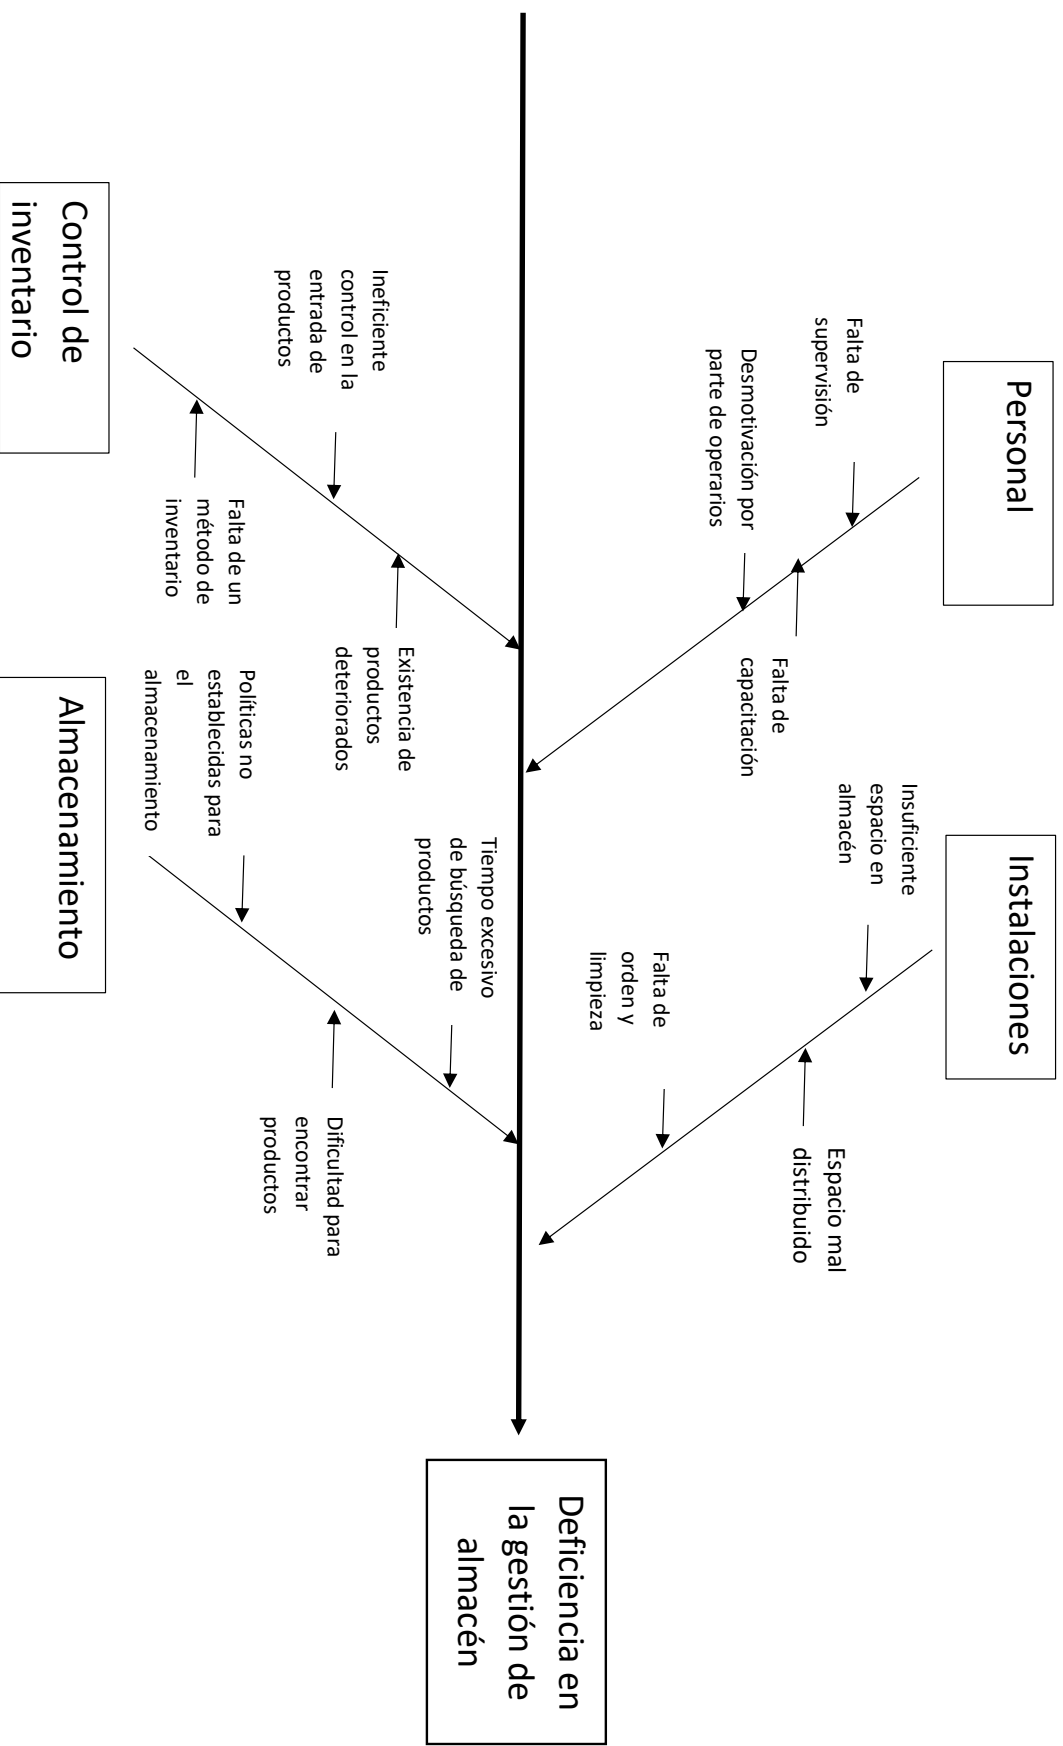 Personal
Instalaciones
Falta de
supervisión
Desmotivación por
parte de operarios
Falta de
capacitación
Insuficiente
espacio en
almacén
Espacio mal
distribuido
Falta de
orden y
limpieza
Deficiencia en
la gestión de
almacén
Ineficiente
control en la
entrada de
productos
Existencia de
productos
deteriorados
Falta de un
método de
inventario
Tiempo excesivo
de búsqueda de
productos
Políticas no
establecidas para
el
almacenamiento
Dificultad para
encontrar
productos
Control de
inventario
Almacenamiento